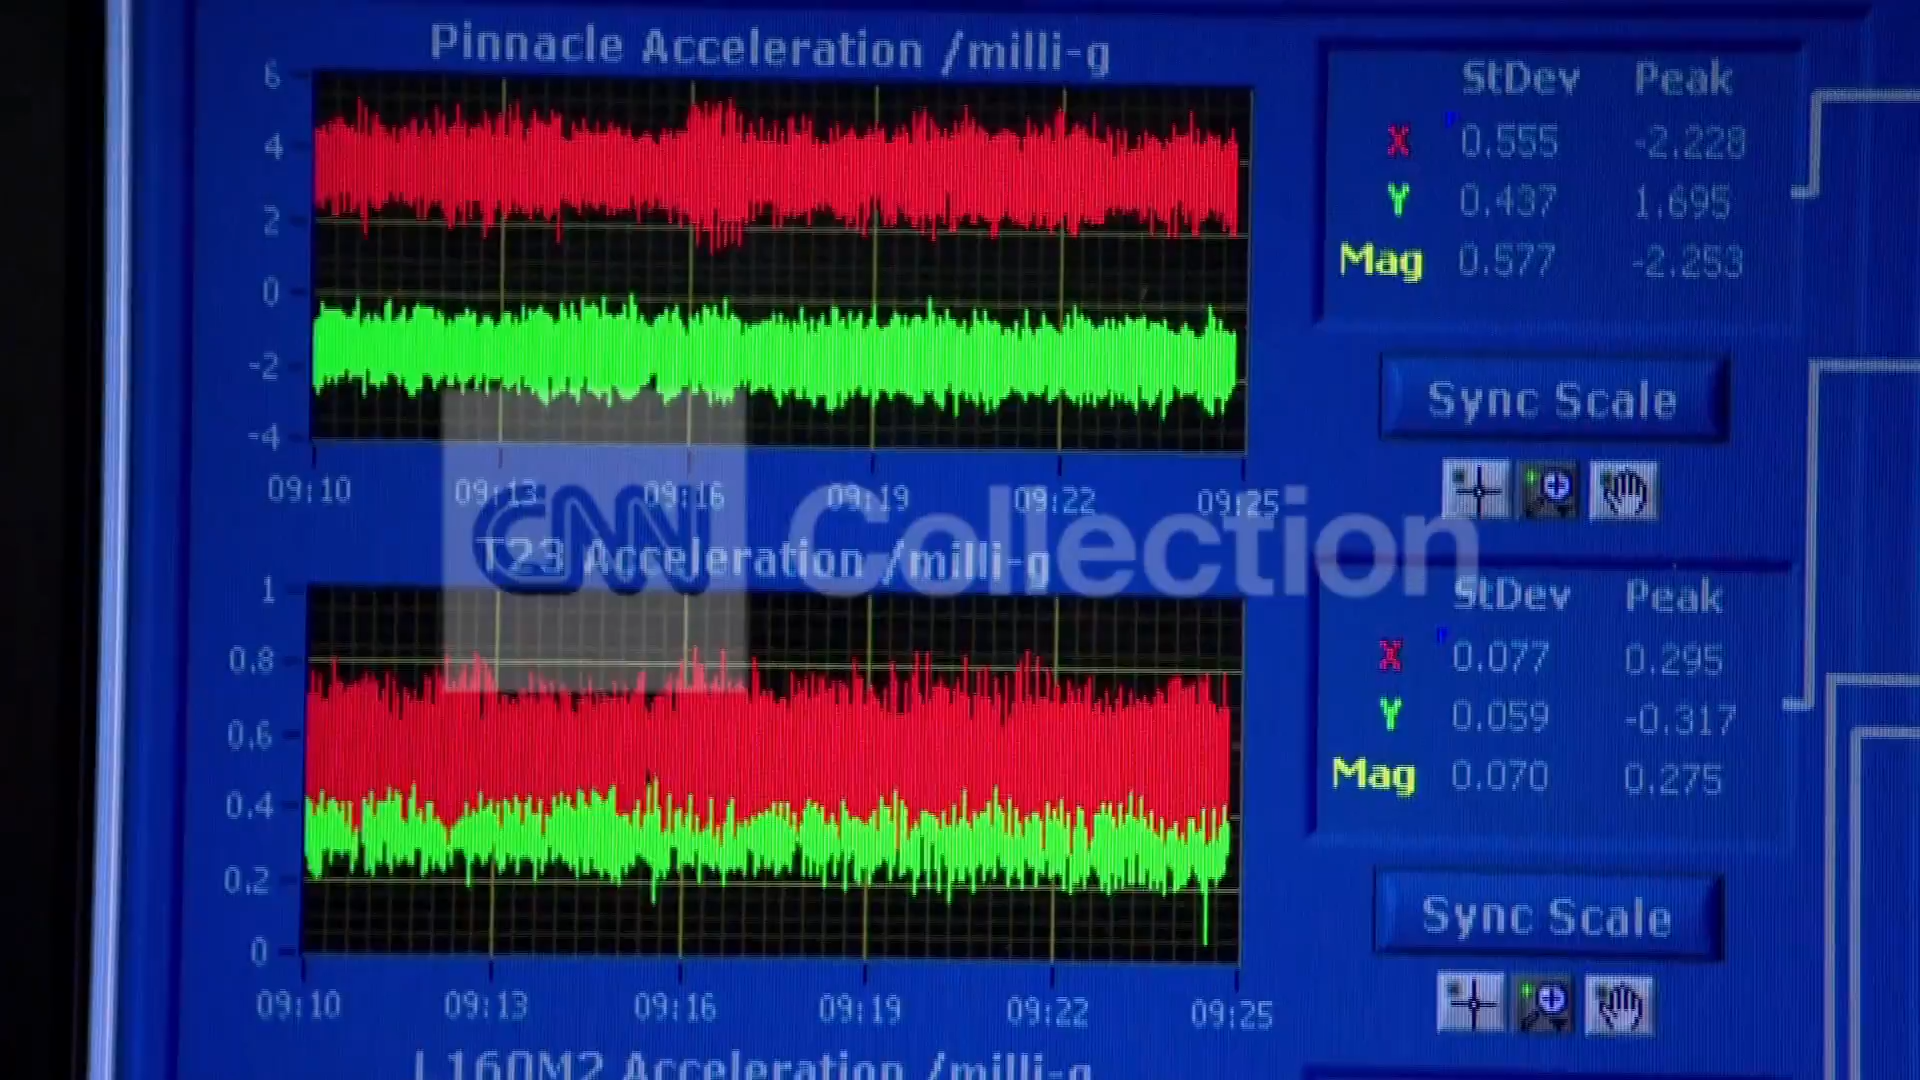 Pinnacle Acceleration /milli-g
6
4
2
0
-2
-4
09:10 09:13 09:16 09:19 09:22 09:25
StDev Peak
X 0.555 -2.228
Y 0.437 1.695
Mag 0.577 -2.253
Sync Scale
CNN Collection
T23 Acceleration /milli-g
1
0.8
0.6
0.4
0.2
0
09:10 09:13 09:16 09:19 09:22 09:25
StDev Peak
X 0.077 0.295
Y 0.059 -0.317
Mag 0.070 0.275
Sync Scale
L160M2 Acceleration /milli-g